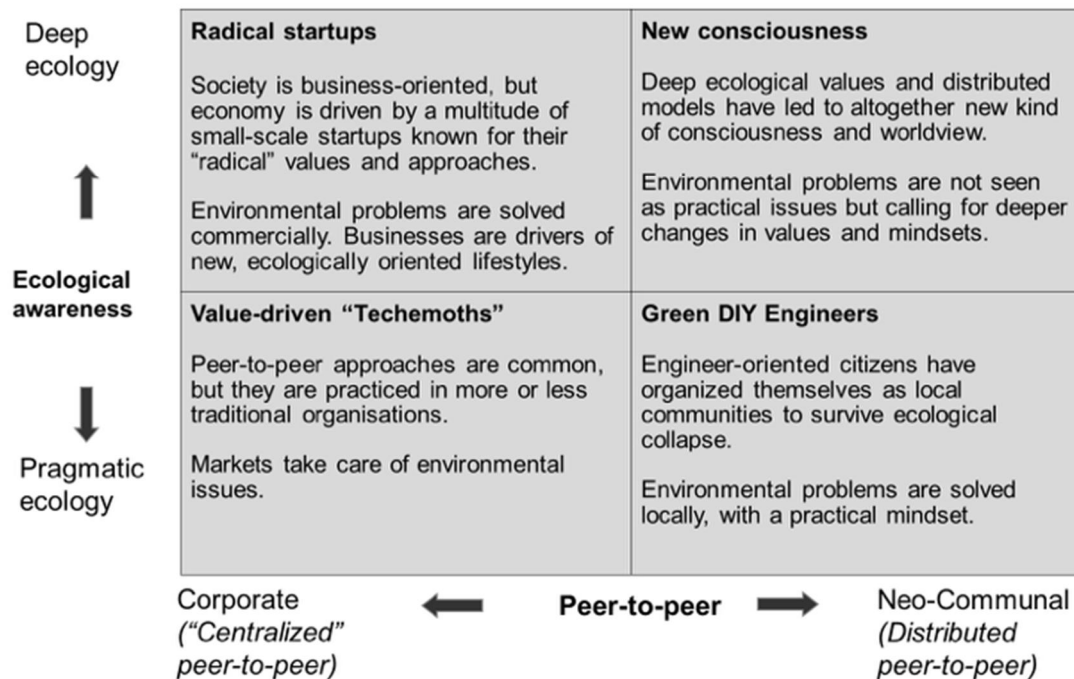 Deep
ecology
Ecological
awareness
Pragmatic
ecology
Radical startups
Society is business-oriented, but
economy is driven by a multitude of
small-scale startups known for their
“radical” values and approaches.
Environmental problems are solved
commercially. Businesses are drivers of
new, ecologically oriented lifestyles.
New consciousness
Deep ecological values and distributed
models have led to altogether new kind
of consciousness and worldview.
Environmental problems are not seen
as practical issues but calling for deeper
changes in values and mindsets.
Value-driven “Techemoths”
Peer-to-peer approaches are common,
but they are practiced in more or less
traditional organisations.
Markets take care of environmental
issues.
Green DIY Engineers
Engineer-oriented citizens have
organized themselves as local
communities to survive ecological
collapse.
Environmental problems are solved
locally, with a practical mindset.
Corporate
(“Centralized”
peer-to-peer)
Peer-to-peer
Neo-Communal
(Distributed
peer-to-peer)